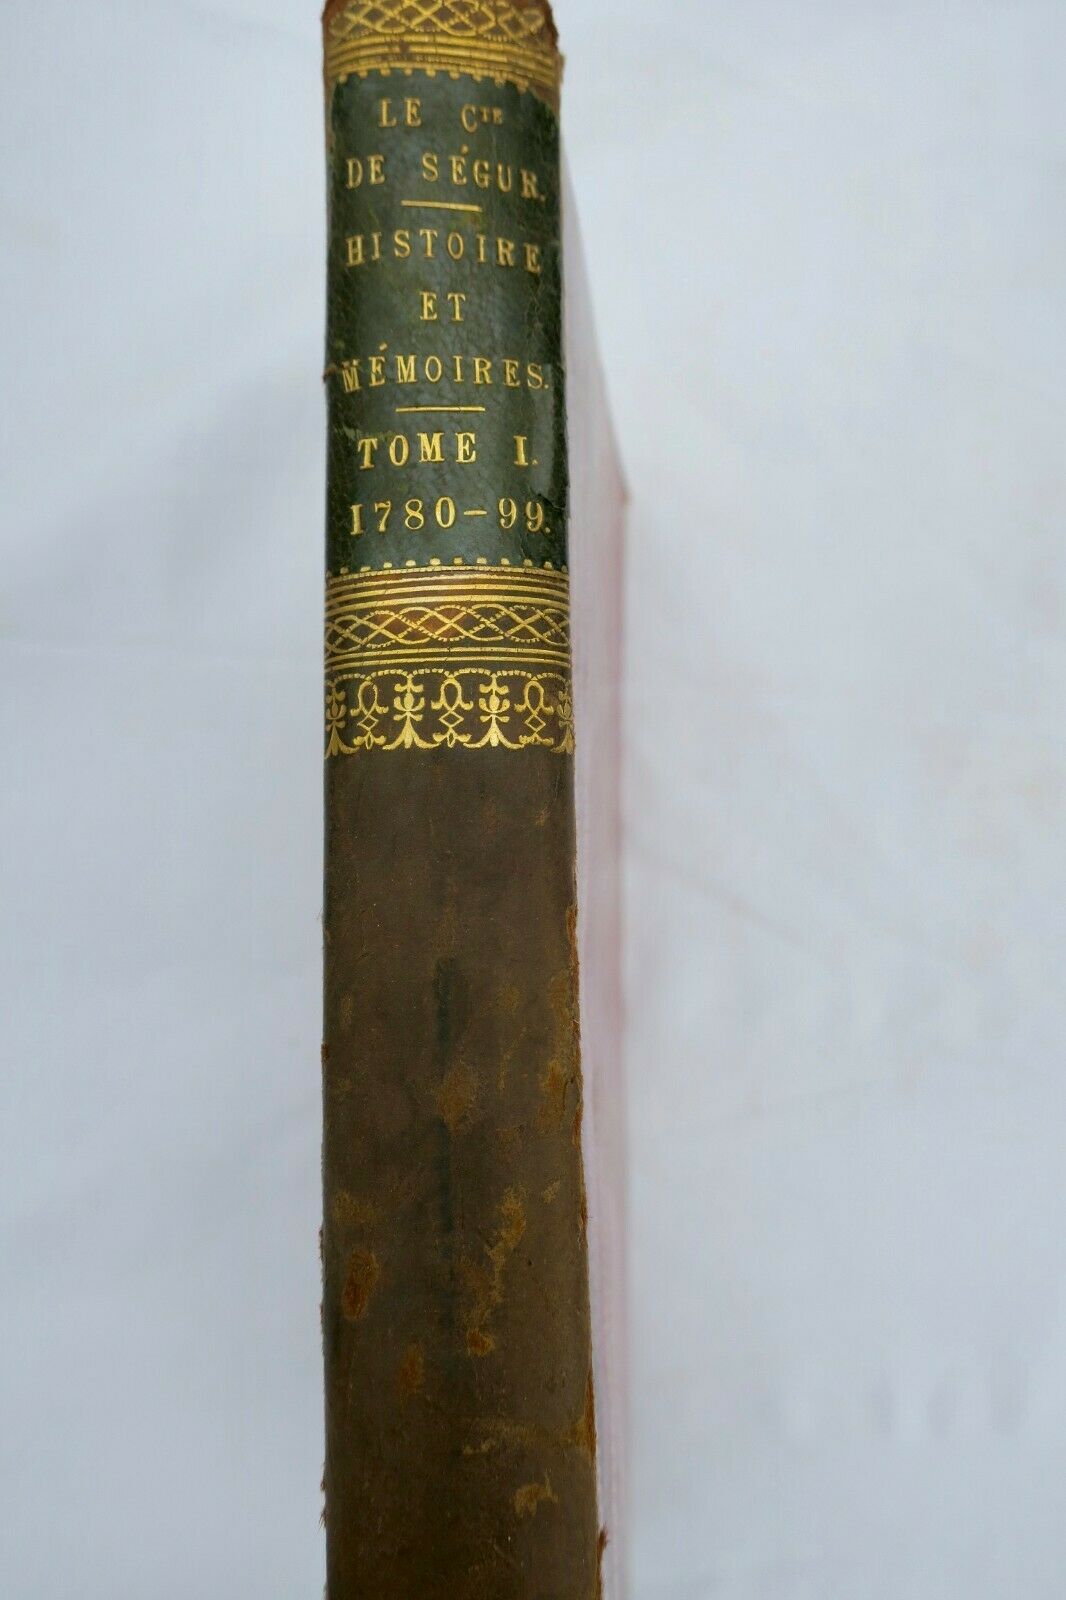 LE CTE
DE SÉGUR.
HISTOIRE
ET
MÉMOIRES.
TOME I.
1780-99.